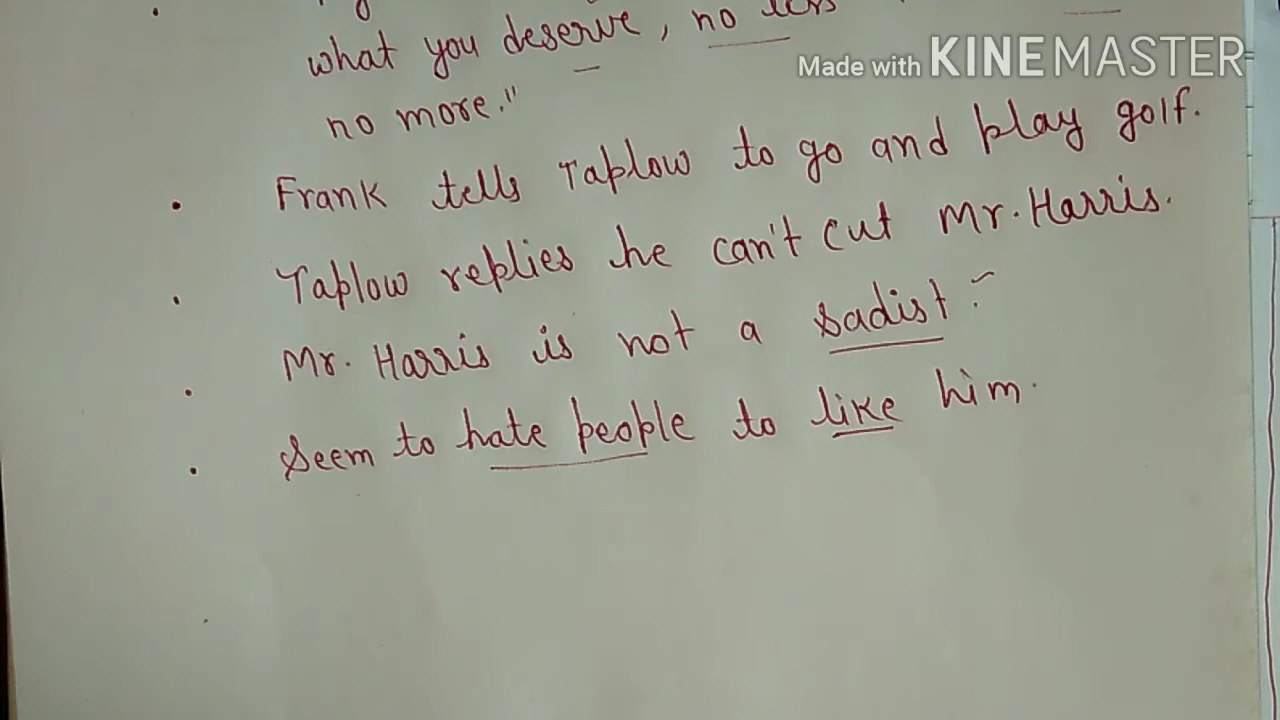 what you deserve, no less
Made with KINEMASTER
no more."
Frank tells Taplow to go and play golf.
Taplow replies he can't cut Mr. Harris.
Mr. Harris is not a sadist :-
Seem to hate people to like him.